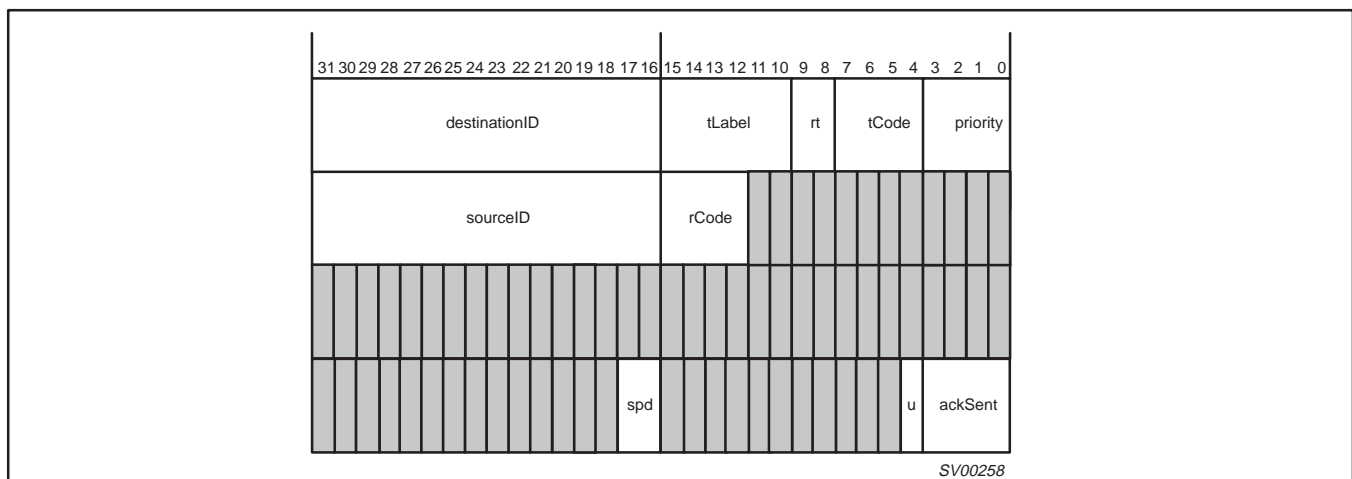 31 30 29 28 27 26 25 24 23 22 21 20 19 18 17 16 15 14 13 12 11 10 9 8 7 6 5 4 3 2 1 0
destinationID tLabel rt tCode priority
sourceID rCode
spd u ackSent
SV00258